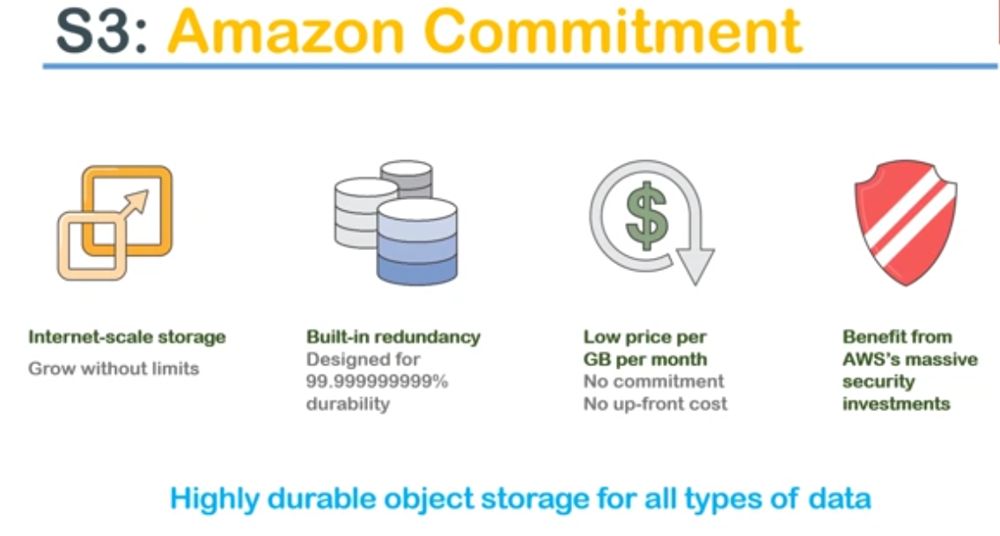 S3: Amazon Commitment
Internet-scale storage
Grow without limits
Built-in redundancy
Designed for
99.999999999%
durability
Low price per
GB per month
No commitment
No up-front cost
Benefit from
AWS's massive
security
investments
Highly durable object storage for all types of data